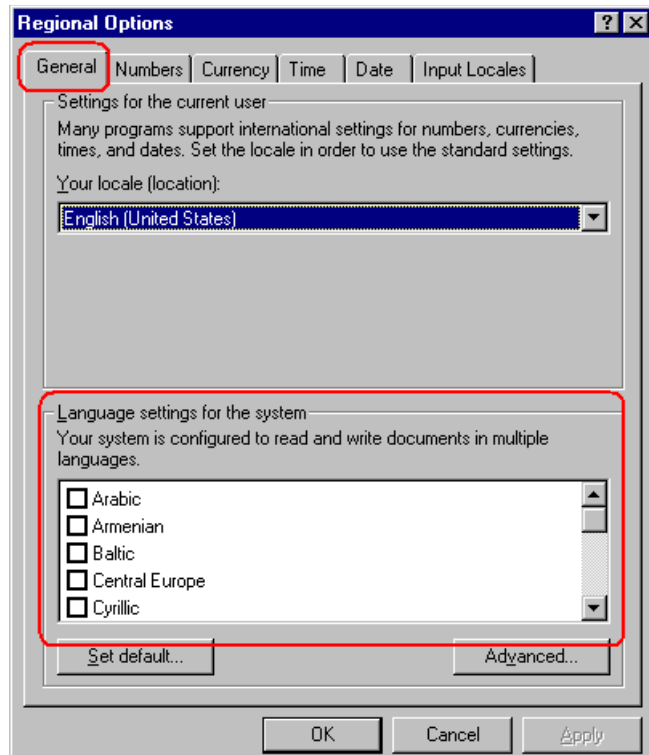 Regional Options
General Numbers Currency Time Date Input Locales
Settings for the current user
Many programs support international settings for numbers, currencies,
times, and dates. Set the locale in order to use the standard settings.
Your locale (location):
English (United States)
Language settings for the system
Your system is configured to read and write documents in multiple
languages.
Arabic
Armenian
Baltic
Central Europe
Cyrillic
Set default... Advanced...
OK Cancel Apply